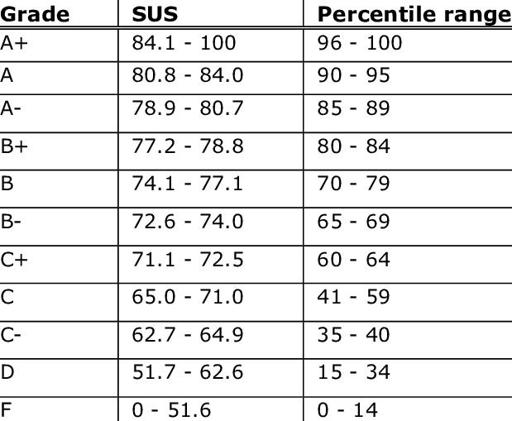 Grade SUS Percentile range
A+ 84.1 - 100 96 - 100
A 80.8 - 84.0 90 - 95
A- 78.9 - 80.7 85 - 89
B+ 77.2 - 78.8 80 - 84
B 74.1 - 77.1 70 - 79
B- 72.6 - 74.0 65 - 69
C+ 71.1 - 72.5 60 - 64
C 65.0 - 71.0 41 - 59
C- 62.7 - 64.9 35 - 40
D 51.7 - 62.6 15 - 34
F 0 - 51.6 0 - 14